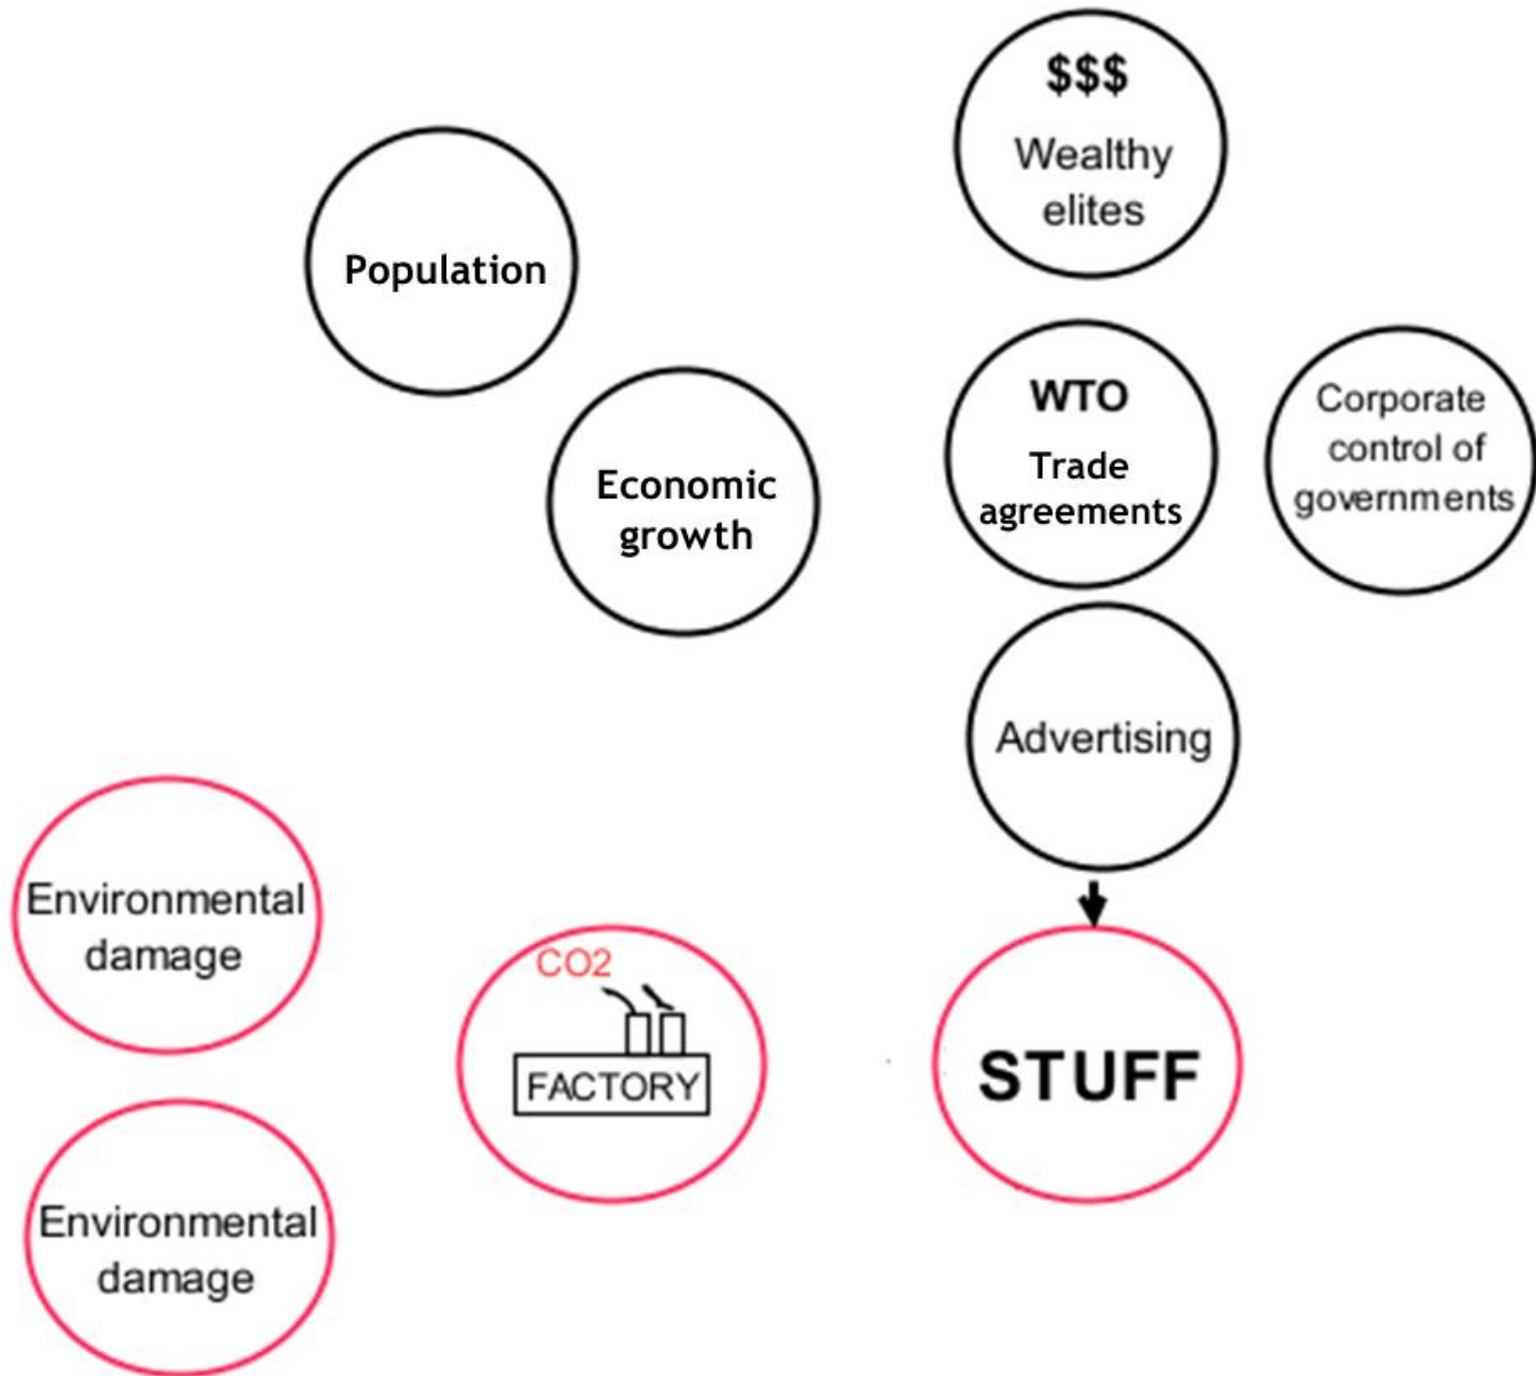 $$$
Wealthy
elites
Population
WTO
Trade
agreements
Corporate
control of
governments
Economic
growth
Advertising
Environmental
damage
CO2
FACTORY
STUFF
Environmental
damage